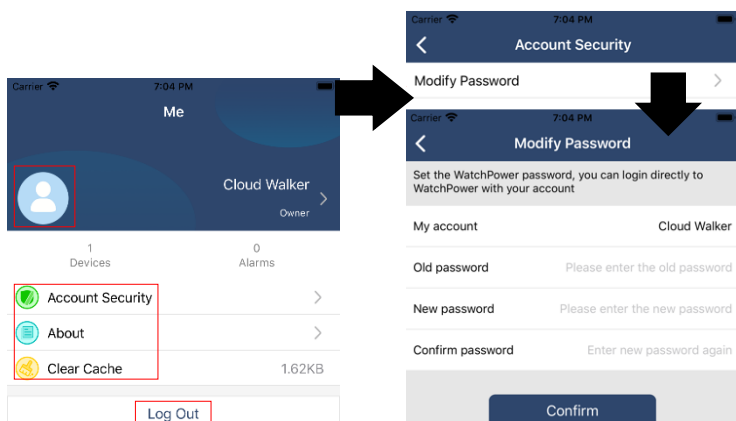 Carrier 7:04 PM
Me
Cloud Walker
Owner
1 0
Devices Alarms
Account Security
About
Clear Cache 1.62KB
Log Out
Carrier 7:04 PM
Account Security
Modify Password
Carrier 7:04 PM
Modify Password
Set the WatchPower password, you can login directly to
WatchPower with your account
My account Cloud Walker
Old password Please enter the old password
New password Please enter the new password
Confirm password Enter new password again
Confirm